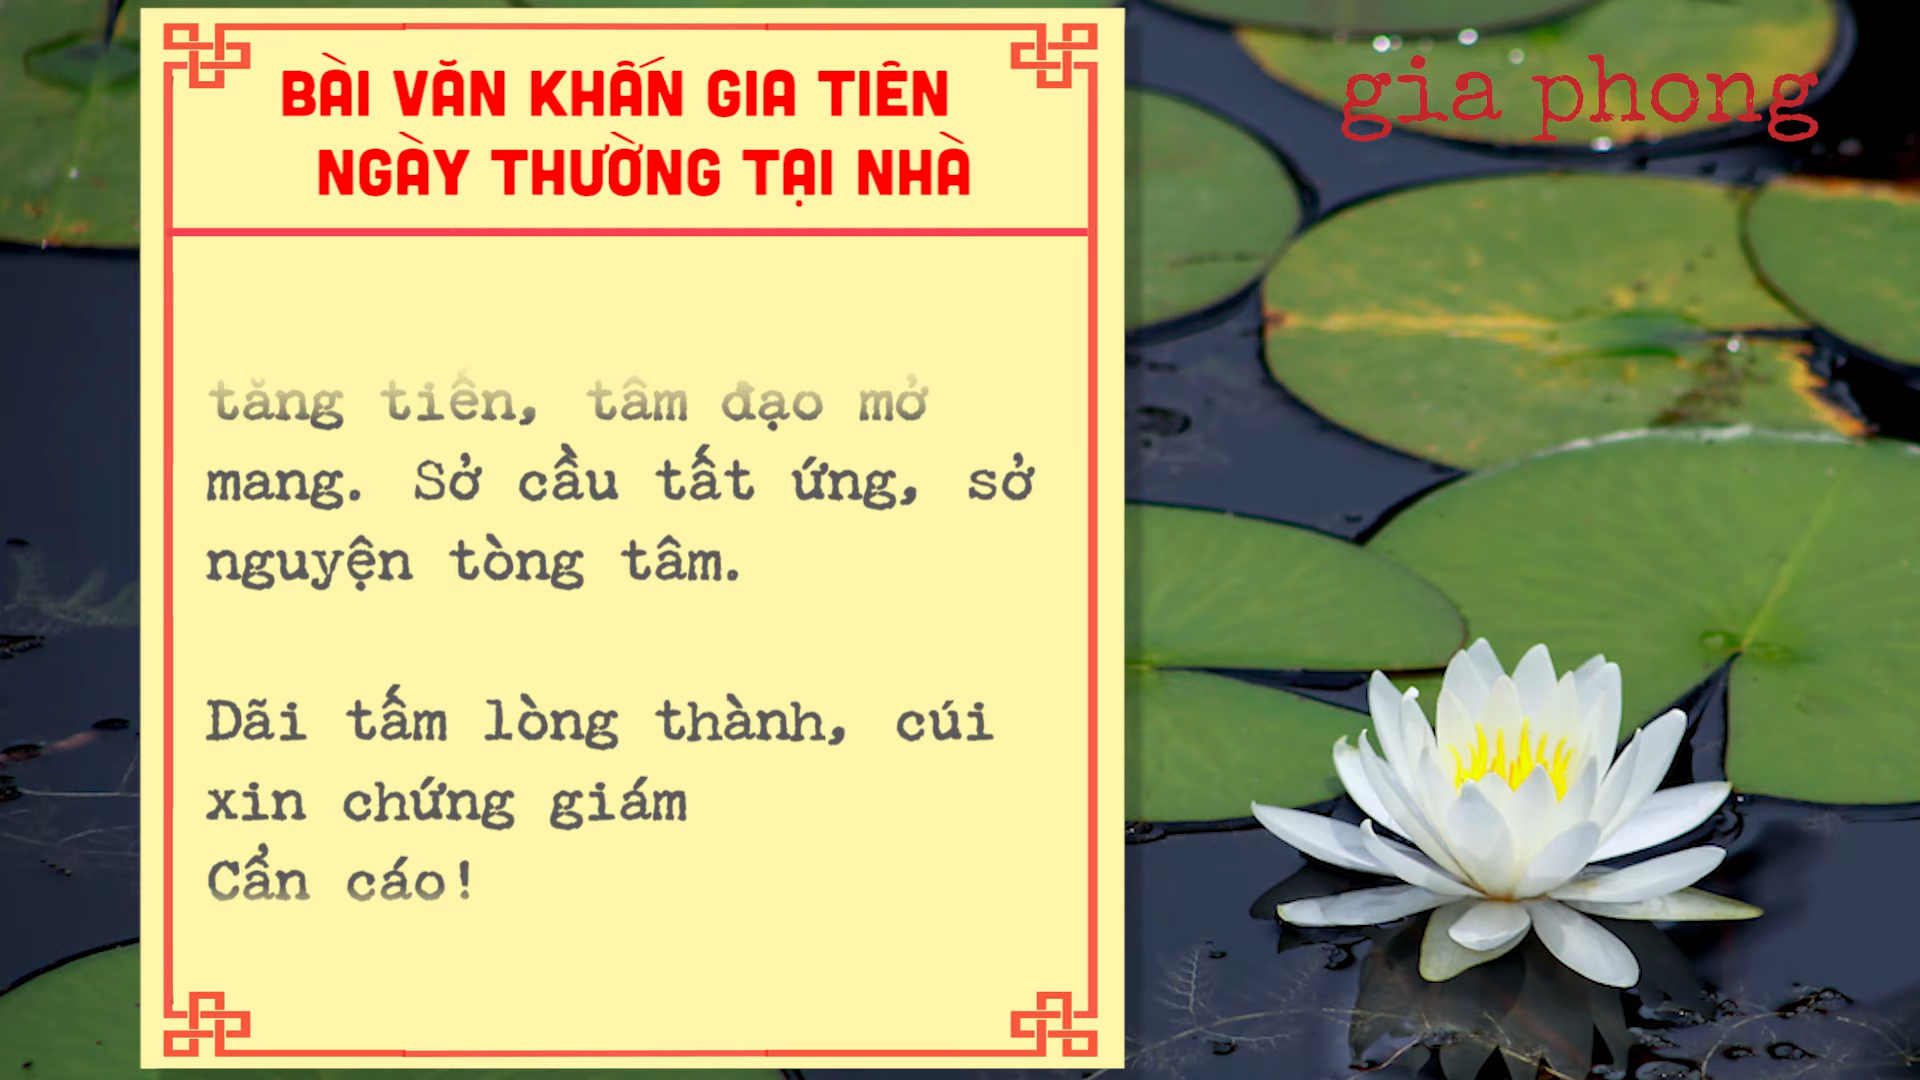 BÀI VĂN KHẤN GIA TIÊN
NGÀY THƯỜNG TẠI NHÀ
gia phong
tăng tiến, tâm đạo mở
mang. Sở cầu tất ứng, sở
nguyện tòng tâm.
Dãi tấm lòng thành, cúi
xin chứng giám
Cẩn cáo!